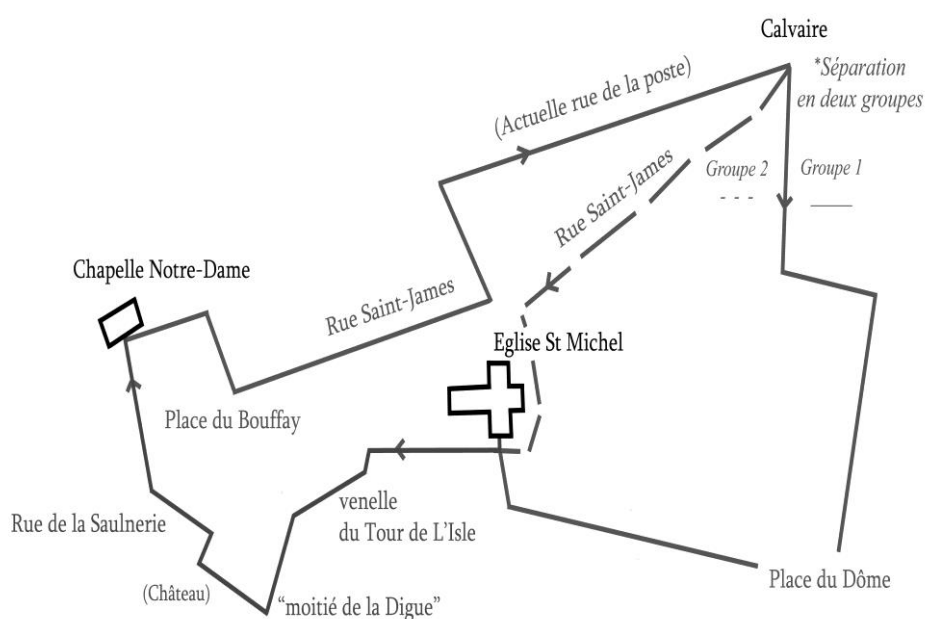 Calvaire
*Séparation
en deux groupes
(Actuelle rue de la poste)
Groupe 2
- - -
Groupe 1
Rue Saint-James
Chapelle Notre-Dame
Rue Saint-James
Eglise St Michel
Place du Bouffay
venelle
du Tour de L'Isle
Rue de la Saulnerie
(Château)
"moitié de la Digue"
Place du Dôme